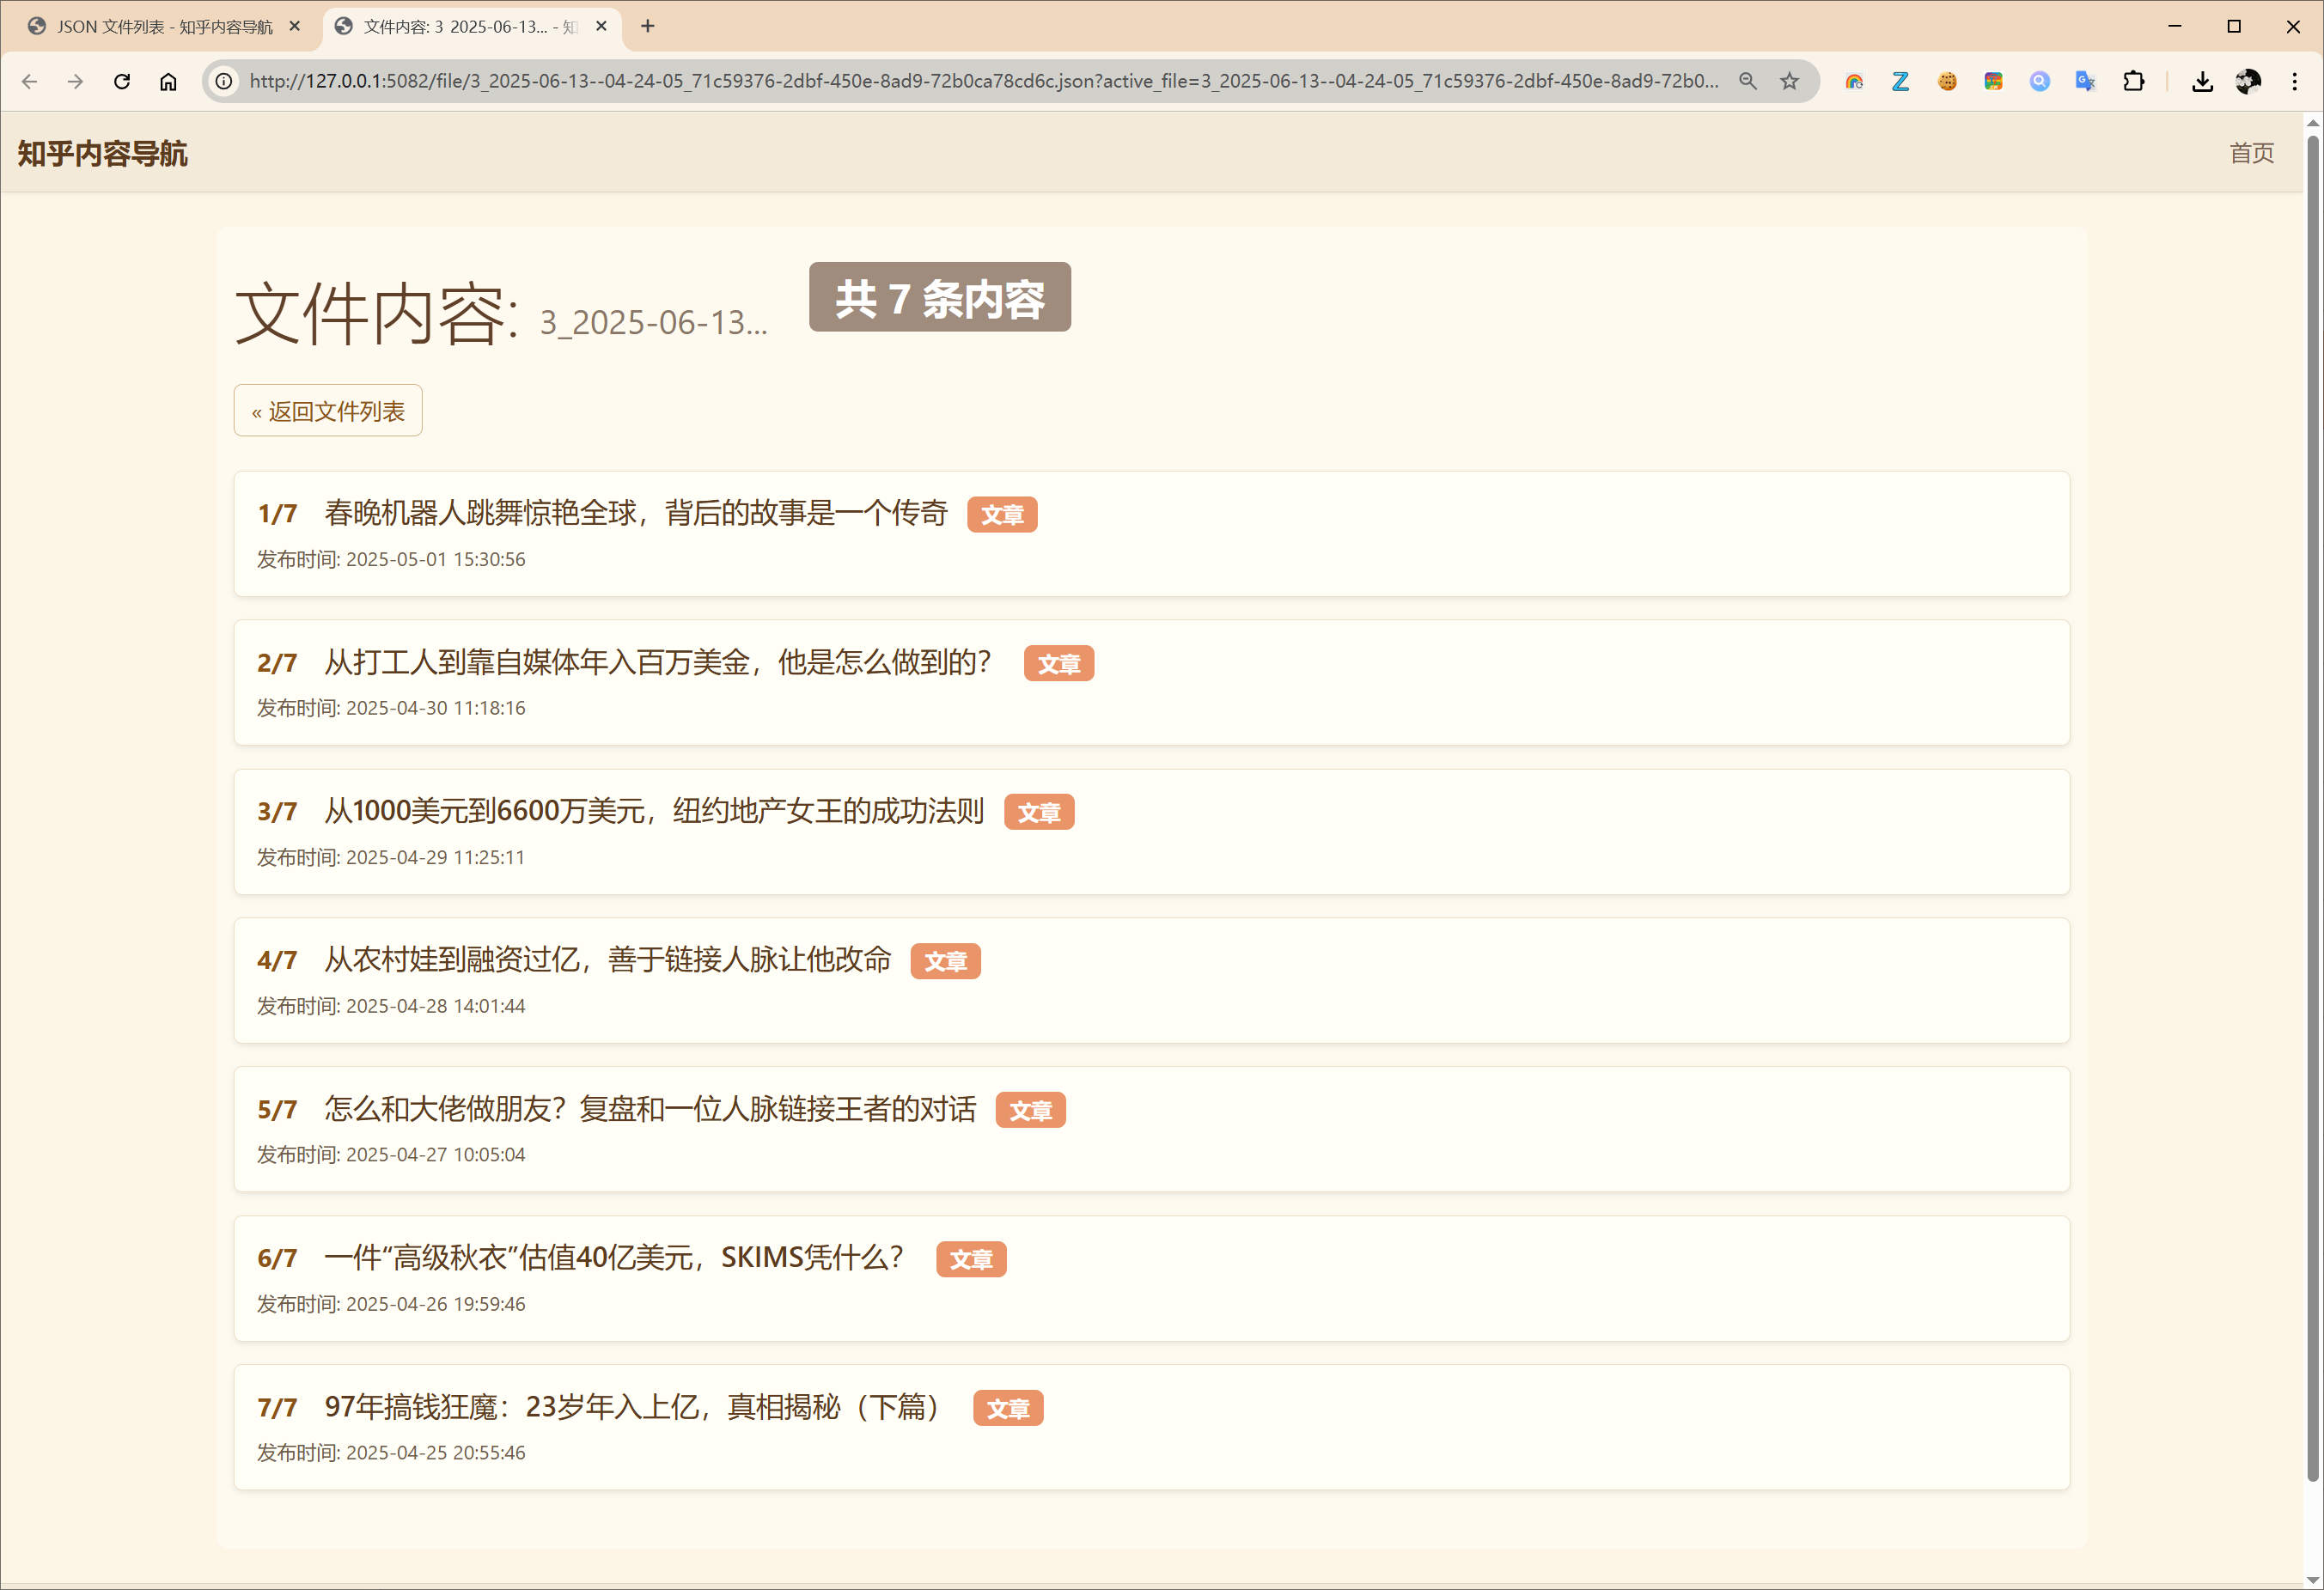 JSON 文件列表 - 知乎内容导航
文件内容: 3_2025-06-13... - 知
http://127.0.0.1:5082/file/3_2025-06-13--04-24-05_71c59376-2dbf-450e-8ad9-72b0ca78cd6c.json?active_file=3_2025-06-13--04-24-05_71c59376-2dbf-450e-8ad9-72b0...
知乎内容导航
首页
文件内容: 3_2025-06-13... 共 7 条内容
« 返回文件列表
1/7 春晚机器人跳舞惊艳全球，背后的故事是一个传奇 文章
发布时间: 2025-05-01 15:30:56
2/7 从打工人到靠自媒体年入百万美金，他是怎么做到的？ 文章
发布时间: 2025-04-30 11:18:16
3/7 从1000美元到6600万美元，纽约地产女王的成功法则 文章
发布时间: 2025-04-29 11:25:11
4/7 从农村娃到融资过亿，善于链接人脉让他改命 文章
发布时间: 2025-04-28 14:01:44
5/7 怎么和大佬做朋友？复盘和一位人脉链接王者的对话 文章
发布时间: 2025-04-27 10:05:04
6/7 一件“高级秋衣”估值40亿美元，SKIMS凭什么？ 文章
发布时间: 2025-04-26 19:59:46
7/7 97年搞钱狂魔：23岁年入上亿，真相揭秘（下篇） 文章
发布时间: 2025-04-25 20:55:46